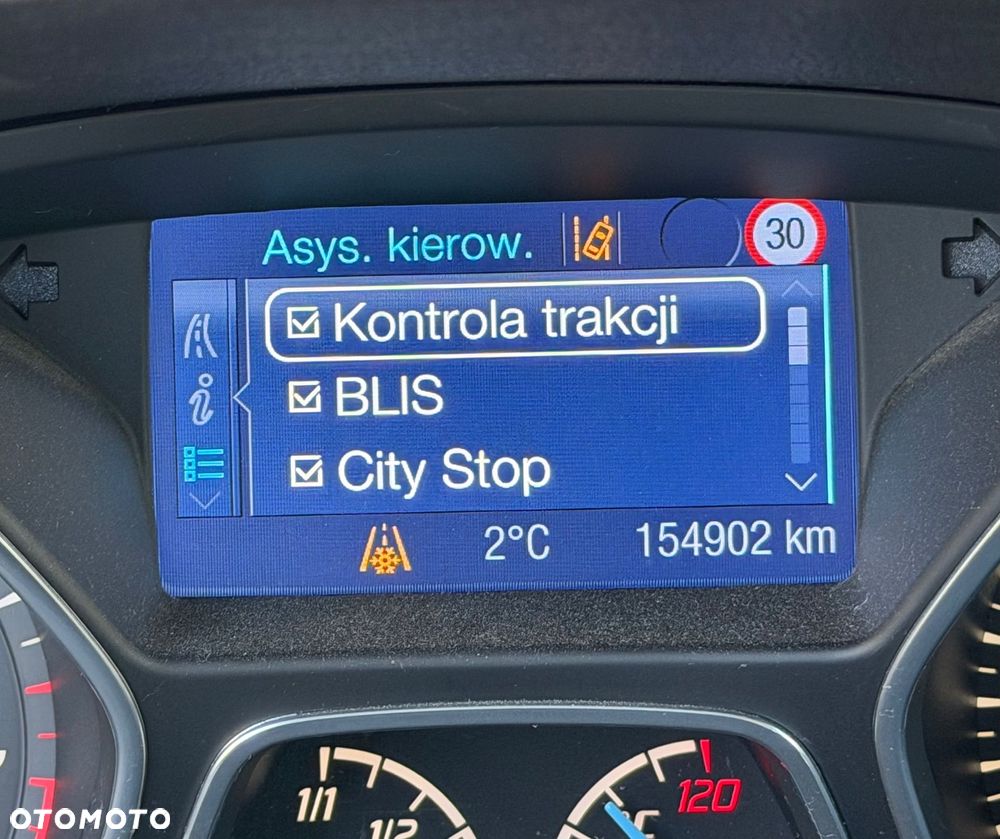 Asys. kierow.
30
Kontrola trakcji
BLIS
City Stop
2°C
154902 km
1/1
1/2
120
°C
OTOMOTO